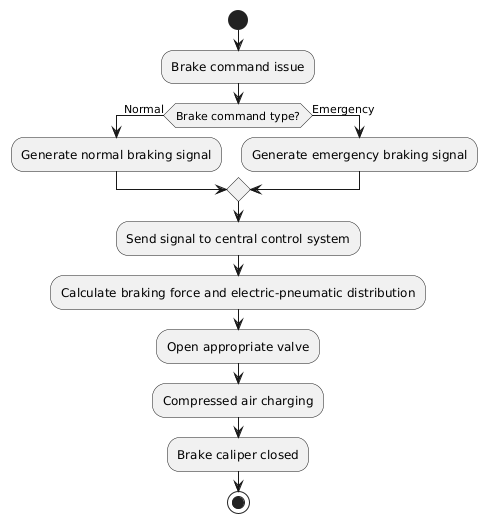 Brake command issue
Normal
Brake command type?
Emergency
Generate normal braking signal
Generate emergency braking signal
Send signal to central control system
Calculate braking force and electric-pneumatic distribution
Open appropriate valve
Compressed air charging
Brake caliper closed